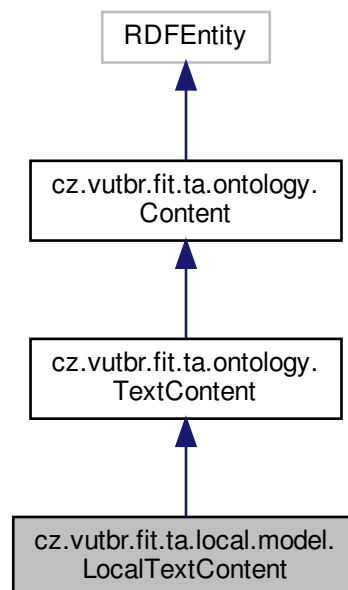 RDFEntity
cz.vutbr.fit.ta.ontology.
Content
cz.vutbr.fit.ta.ontology.
TextContent
cz.vutbr.fit.ta.local.model.
LocalTextContent